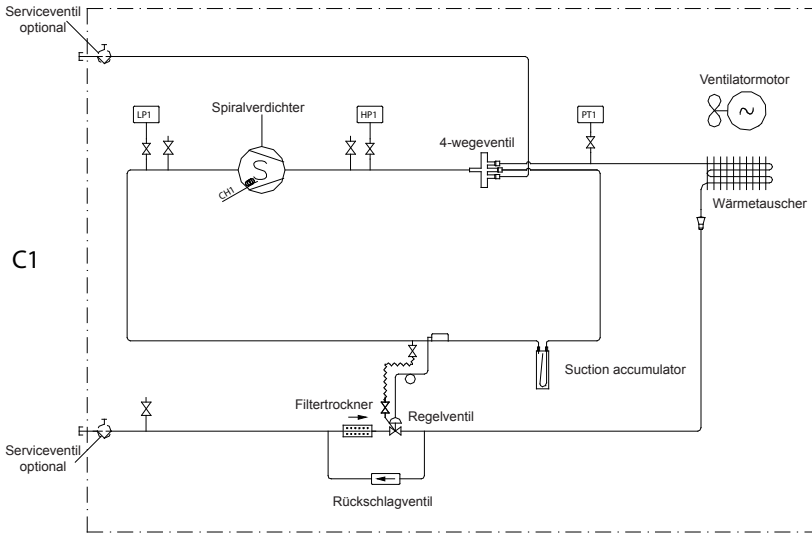 Serviceventil
optional
Ventilatormotor
Spiralverdichter
LP1
HP1
PT1
4-wegeventil
S
CH1
Wärmetauscher
C1
Suction accumulator
Filtertrockner
Regelventil
Serviceventil
optional
Rückschlagventil